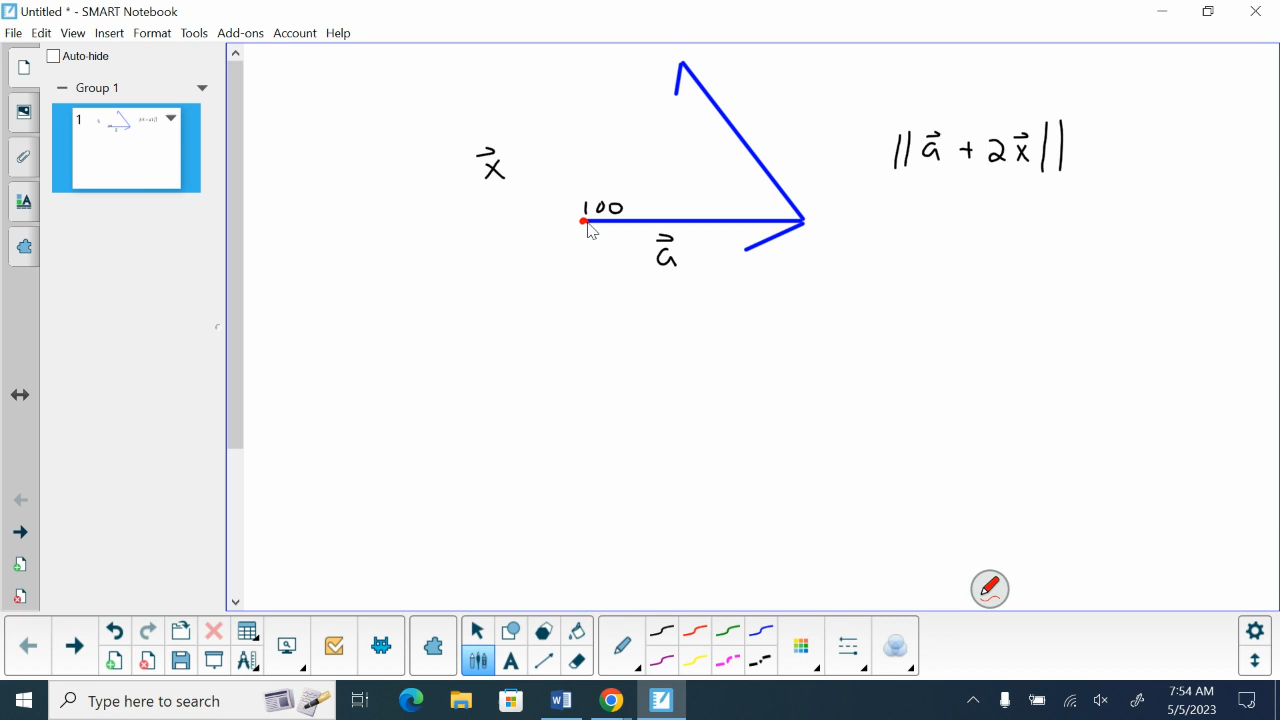 Untitled * - SMART Notebook
File Edit View Insert Format Tools Add-ons Account Help
Auto-hide
Group 1
1
x⃗
100
a⃗
||a⃗ + 2x⃗||
A
Type here to search
W
7:54 AM
5/5/2023